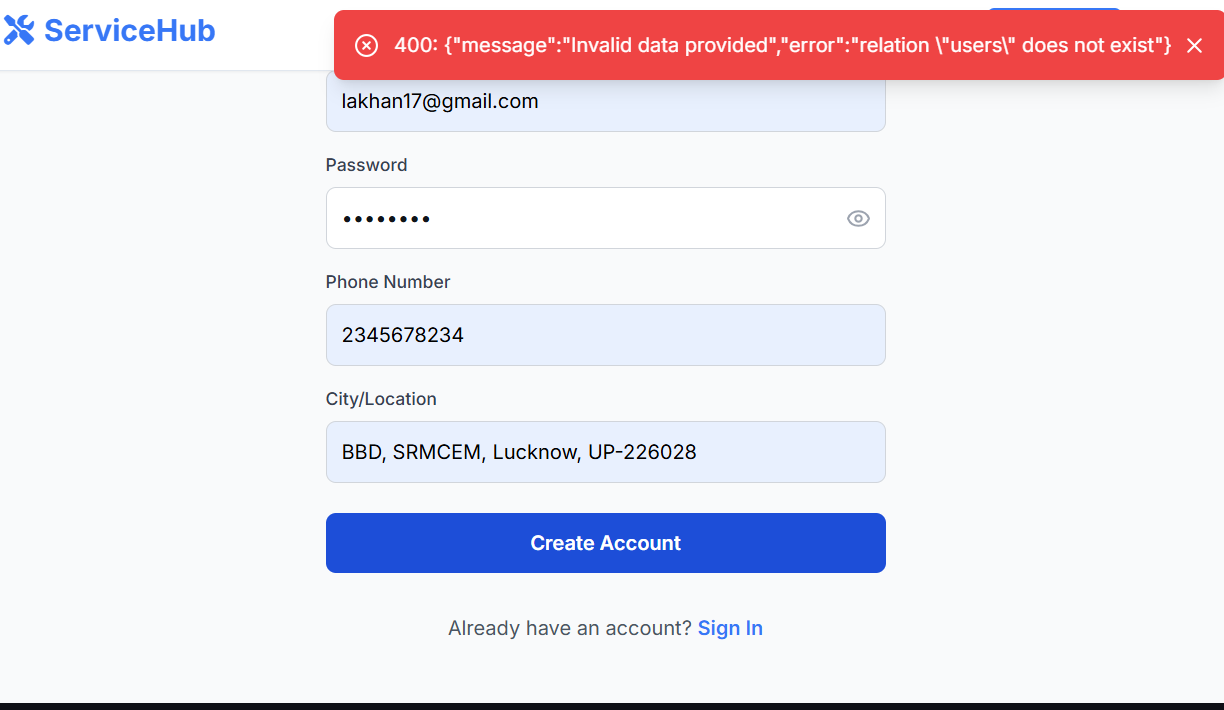 ServiceHub
400: {"message":"Invalid data provided","error":"relation \"users\" does not exist"}
lakhan17@gmail.com
Password
••••••••
Phone Number
2345678234
City/Location
BBD, SRMCEM, Lucknow, UP-226028
Create Account
Already have an account? Sign In